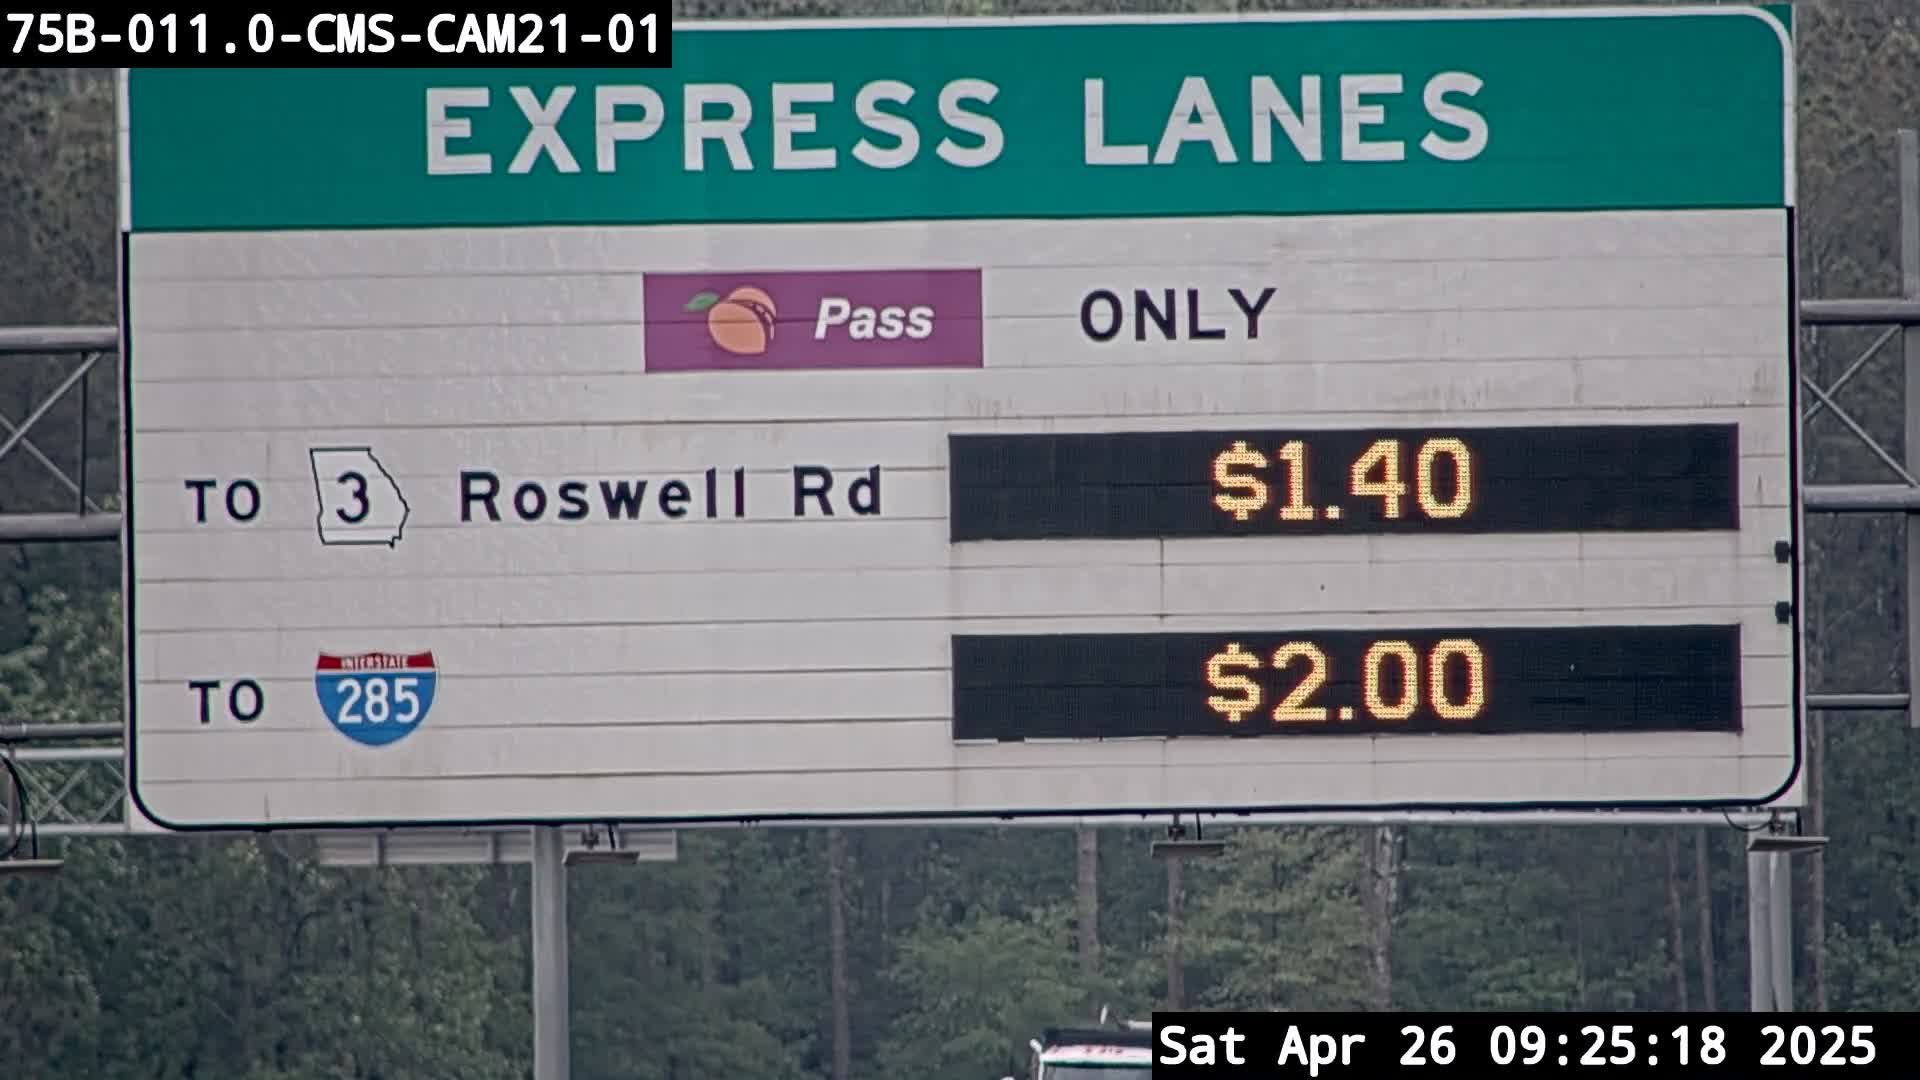 75B-011.0-CMS-CAM21-01
EXPRESS LANES
Pass ONLY
TO 3 Roswell Rd $1.40
INTERSTATE
TO 285 $2.00
Sat Apr 26 09:25:18 2025